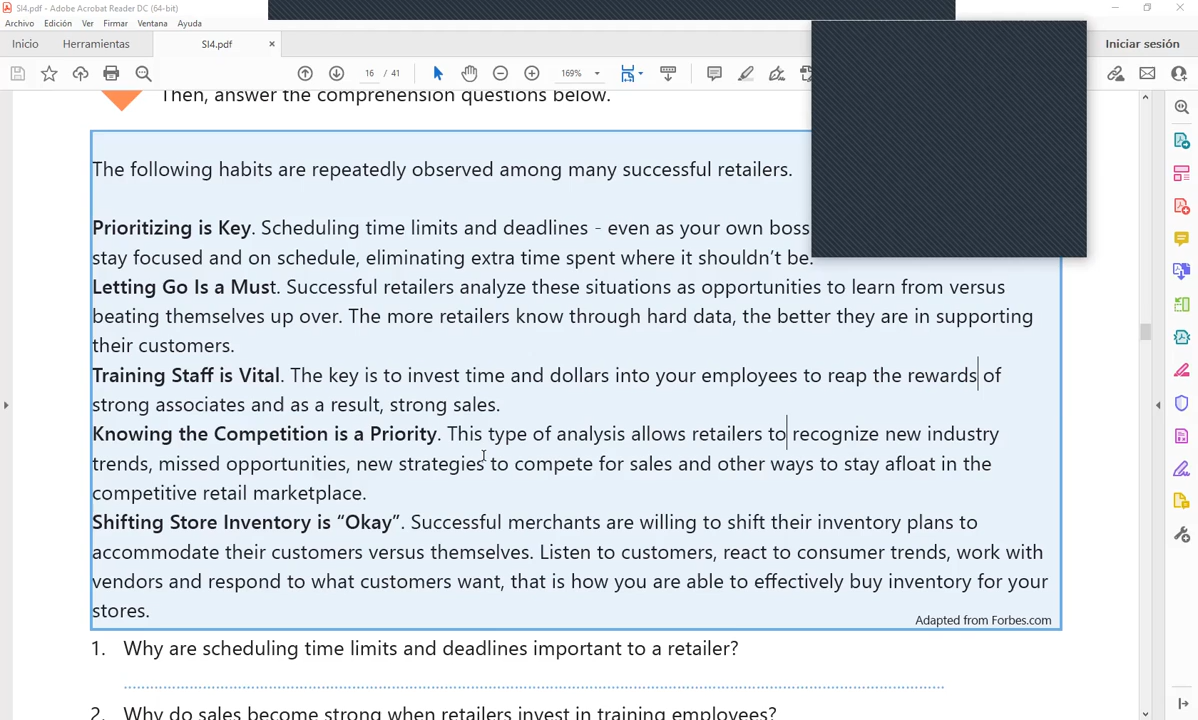 SI4.pdf - Adobe Acrobat Reader DC (64-bit)
Archivo Edición Ver Firmar Ventana Ayuda
Inicio Herramientas SI4.pdf × Iniciar sesión
16 / 41 169%
Then, answer the comprehension questions below.
The following habits are repeatedly observed among many successful retailers.
Prioritizing is Key. Scheduling time limits and deadlines - even as your own boss
stay focused and on schedule, eliminating extra time spent where it shouldn't be.
Letting Go Is a Must. Successful retailers analyze these situations as opportunities to learn from versus
beating themselves up over. The more retailers know through hard data, the better they are in supporting
their customers.
Training Staff is Vital. The key is to invest time and dollars into your employees to reap the rewards of
strong associates and as a result, strong sales.
Knowing the Competition is a Priority. This type of analysis allows retailers to recognize new industry
trends, missed opportunities, new strategies to compete for sales and other ways to stay afloat in the
competitive retail marketplace.
Shifting Store Inventory is “Okay”. Successful merchants are willing to shift their inventory plans to
accommodate their customers versus themselves. Listen to customers, react to consumer trends, work with
vendors and respond to what customers want, that is how you are able to effectively buy inventory for your
stores.
Adapted from Forbes.com
1. Why are scheduling time limits and deadlines important to a retailer?
2. Why do sales become strong when retailers invest in training employees?